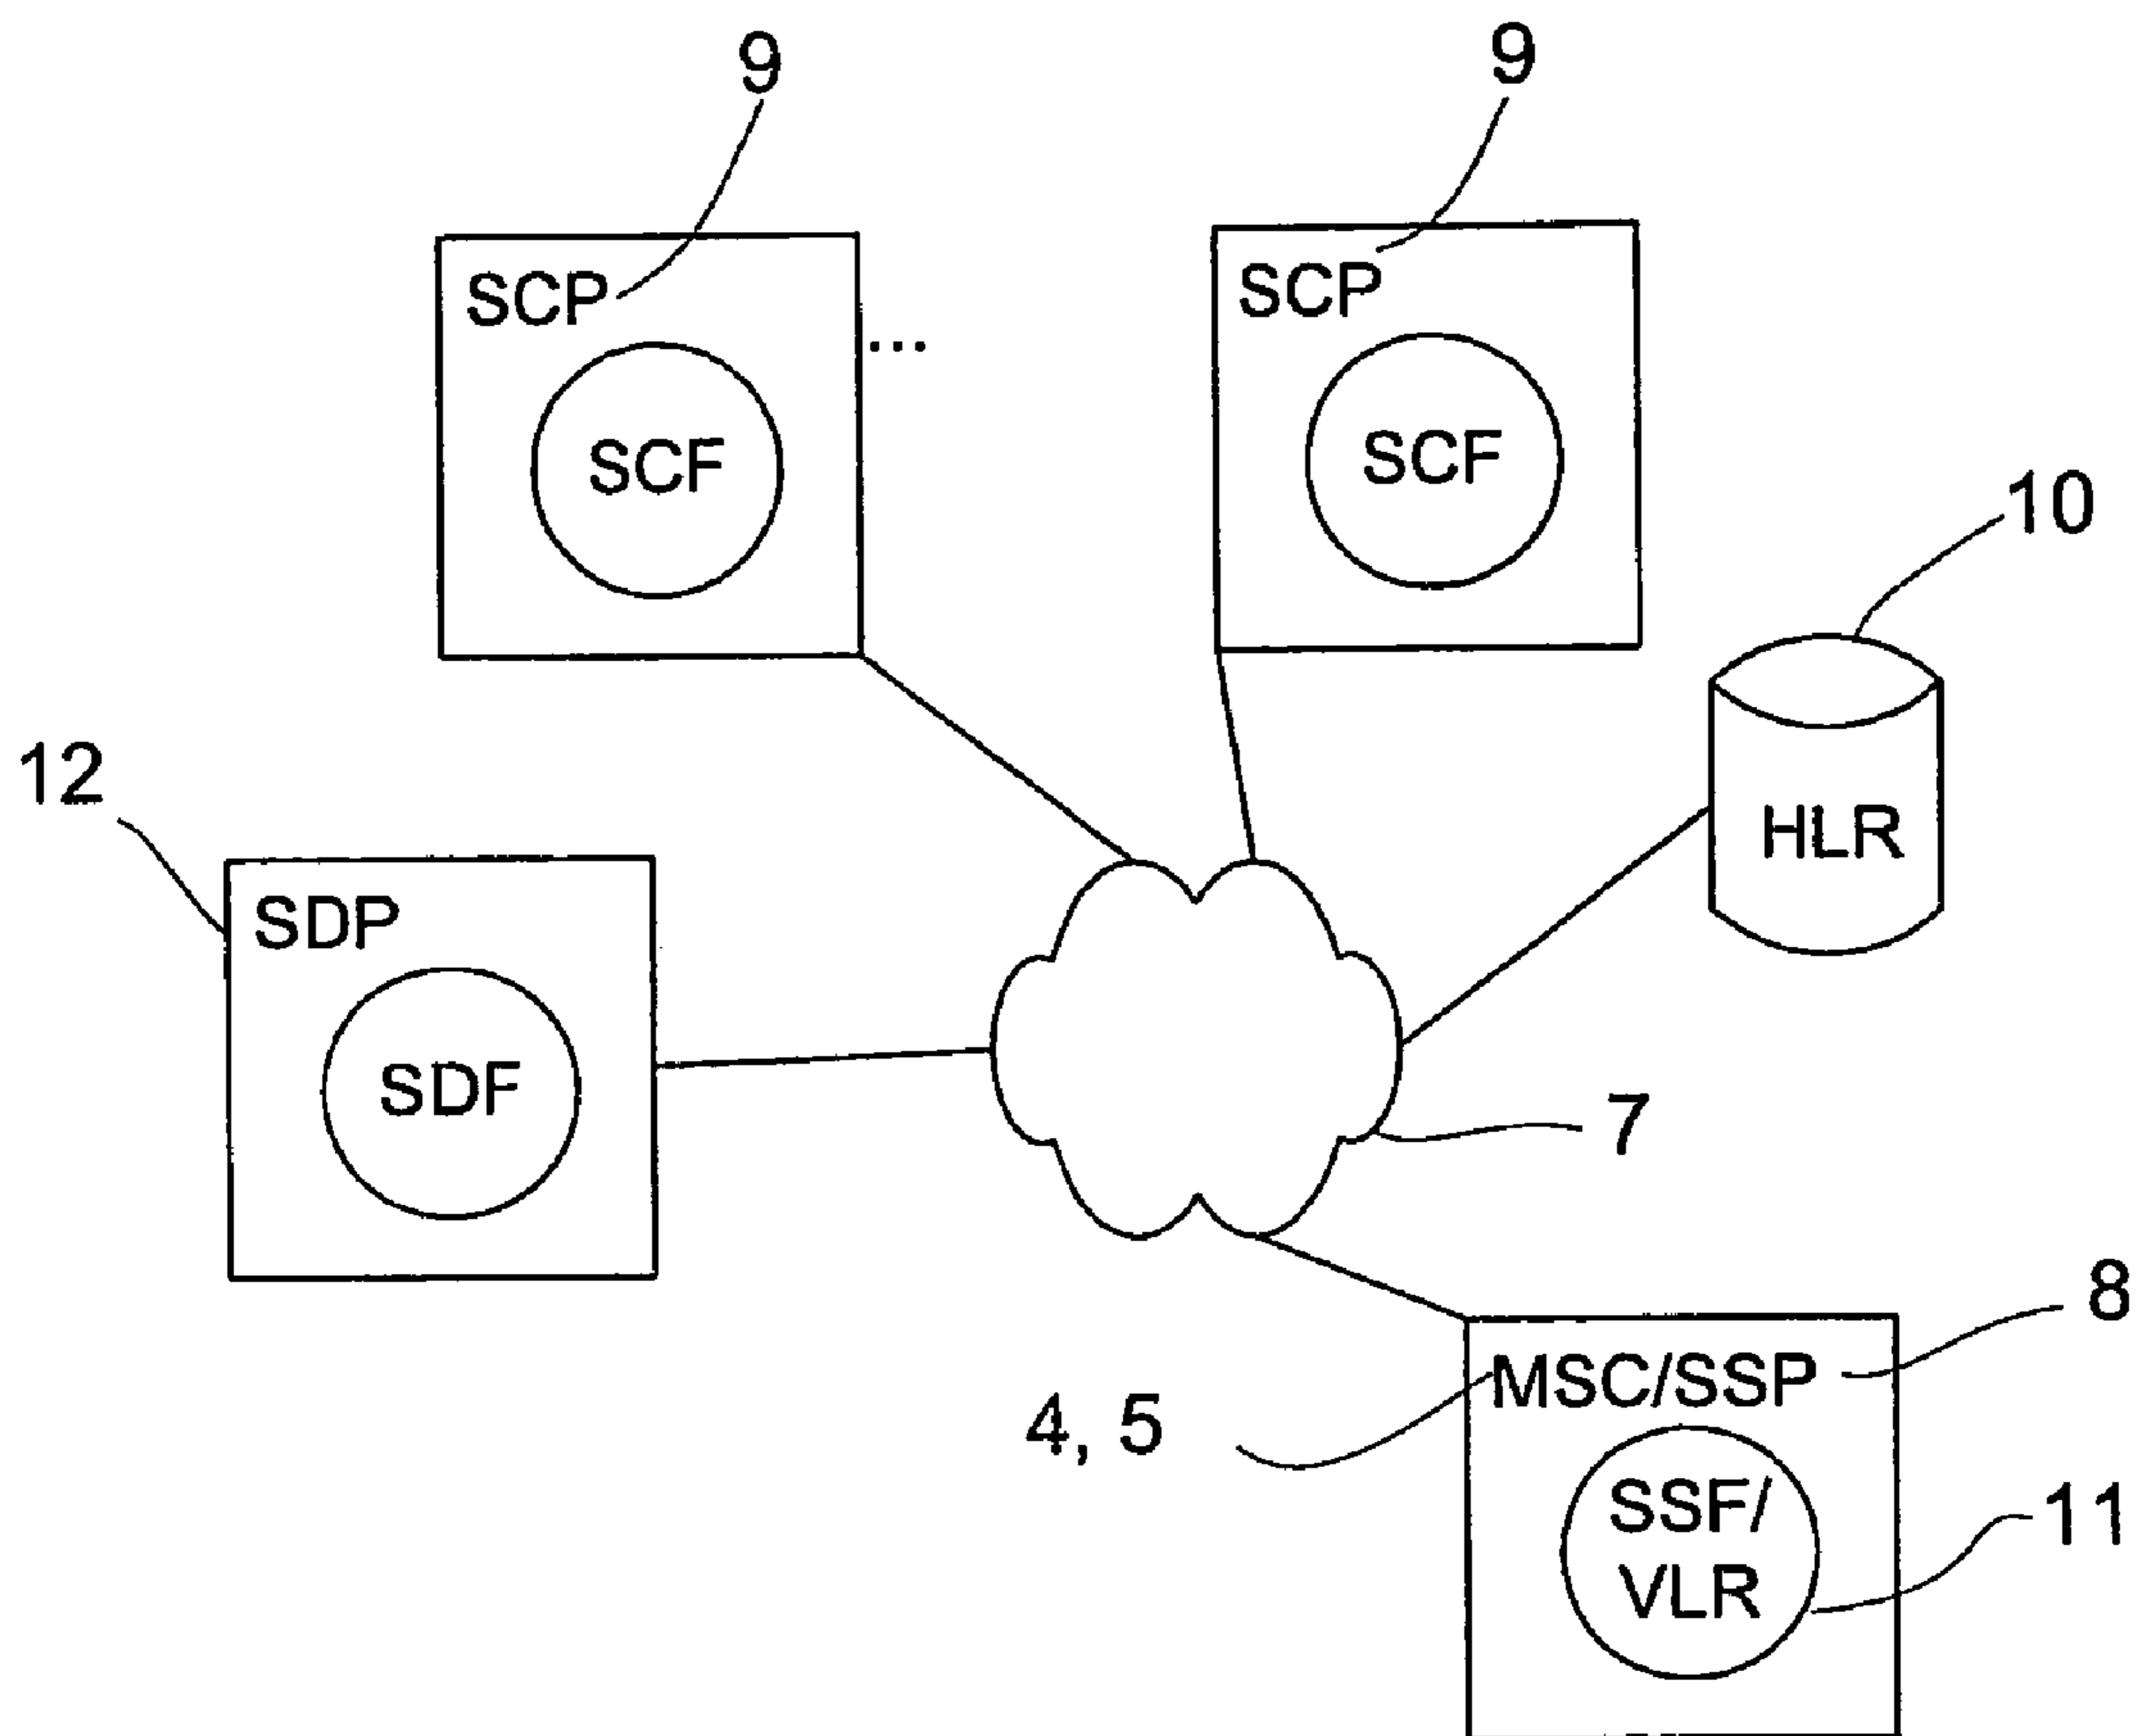 9
9
SCP
SCP
...
SCF
SCF
10
HLR
12
SDP
SDF
7
8
MSC/SSP
4, 5
SSF/
VLR
11